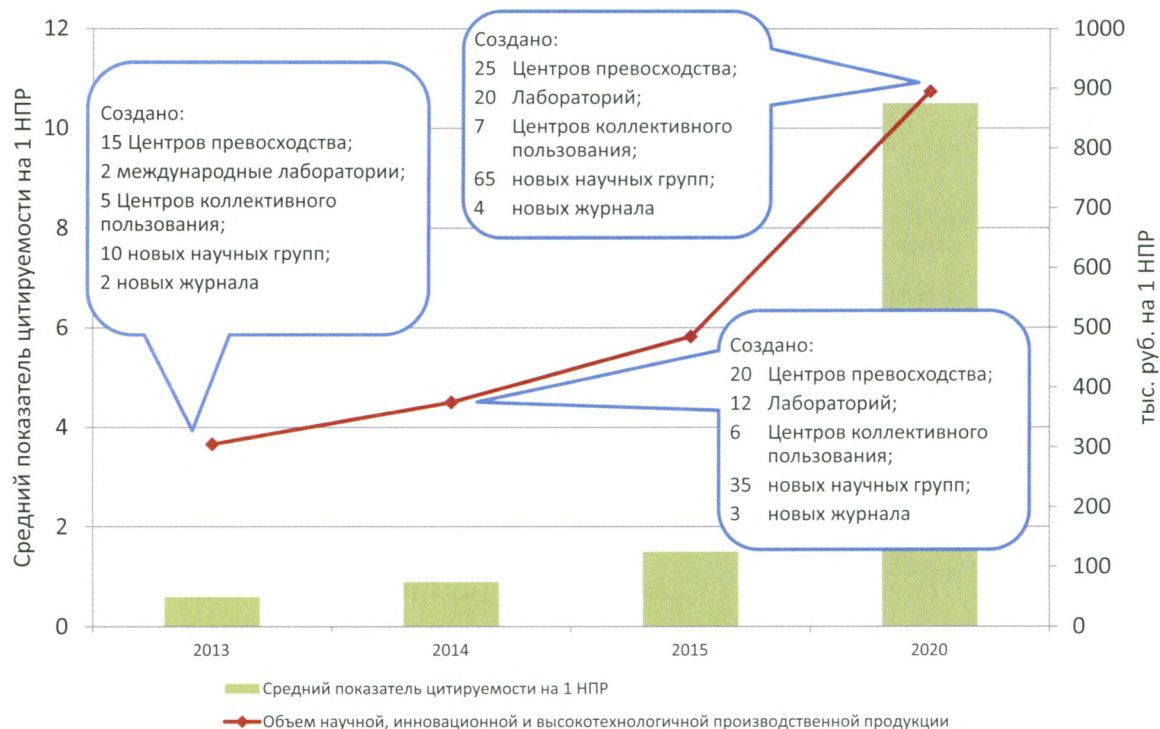 Средний показатель цитируемости на 1 НПР
12
10
8
6
4
2
0
Создано:
15 Центров превосходства;
2 международные лаборатории;
5 Центров коллективного
пользования;
10 новых научных групп;
2 новых журнала
Создано:
25 Центров превосходства;
20 Лабораторий;
7 Центров коллективного
пользования;
65 новых научных групп;
4 новых журнала
Создано:
20 Центров превосходства;
12 Лабораторий;
6 Центров коллективного
пользования;
35 новых научных групп;
3 новых журнала
1000
900
800
700
600
500
400
300
200
100
0
тыс. руб. на 1 НПР
2013 2014 2015 2020
Средний показатель цитируемости на 1 НПР
Объем научной, инновационной и высокотехнологичной производственной продукции